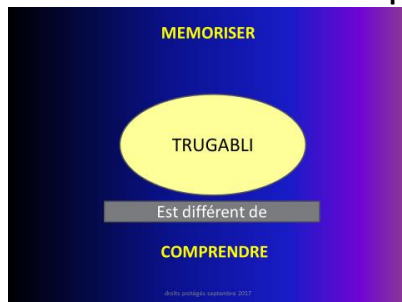 MEMORISER
TRUGABLI
Est différent de
COMPRENDRE
droits protégés septembre 2017